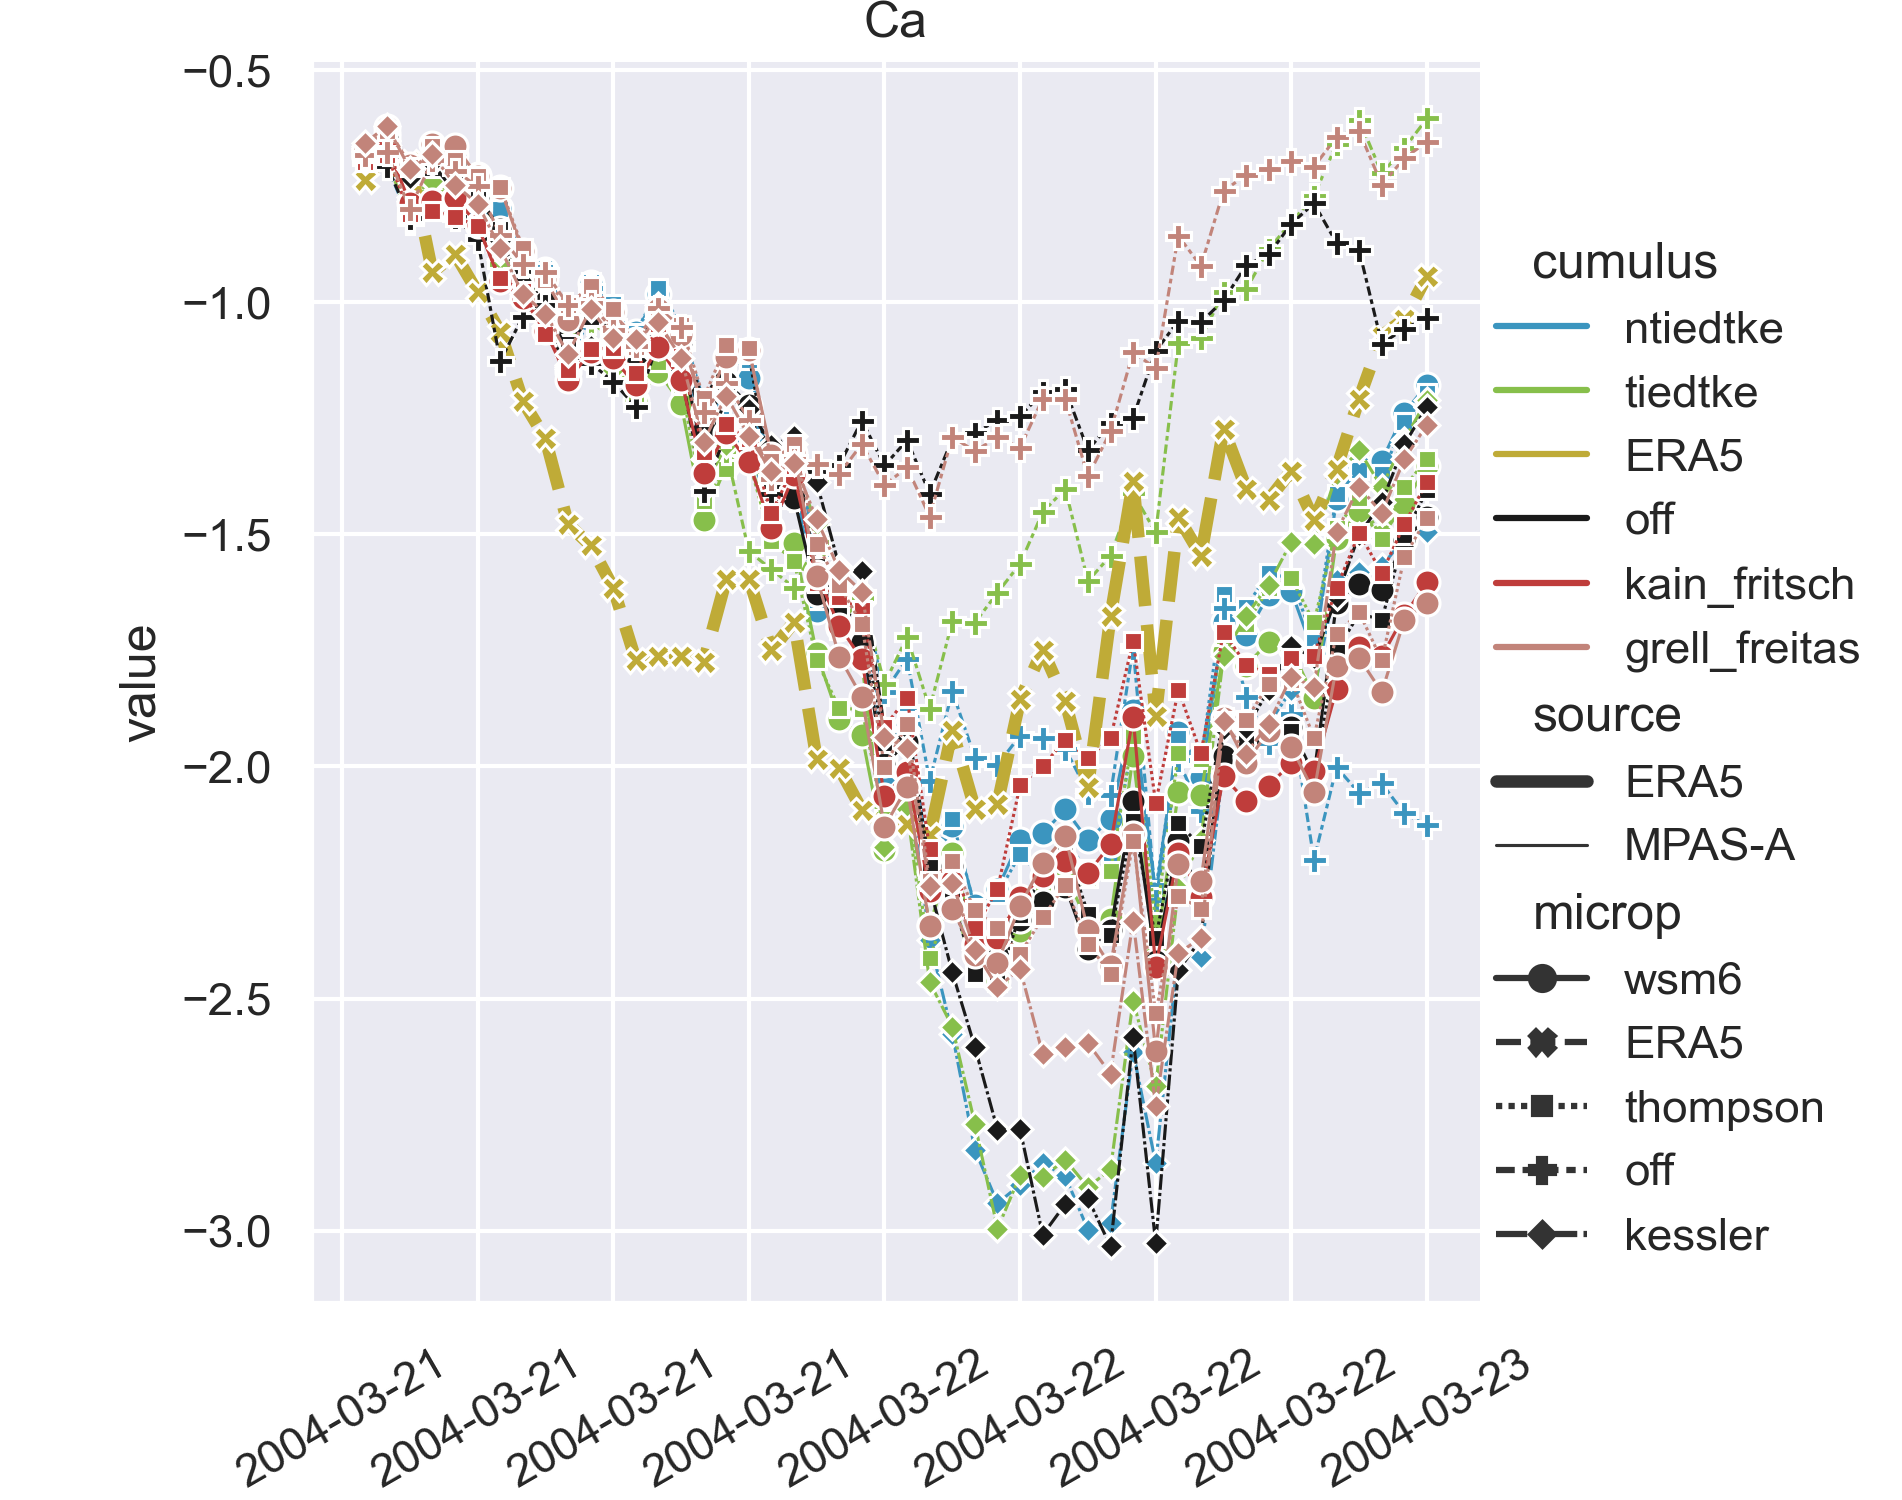 Ca
−0.5
−1.0
−1.5
−2.0
−2.5
−3.0
value
2004-03-21
2004-03-21
2004-03-21
2004-03-21
2004-03-22
2004-03-22
2004-03-22
2004-03-22
2004-03-23
cumulus
ntiedtke
tiedtke
ERA5
off
kain_fritsch
grell_freitas
source
ERA5
MPAS-A
microp
wsm6
ERA5
thompson
off
kessler